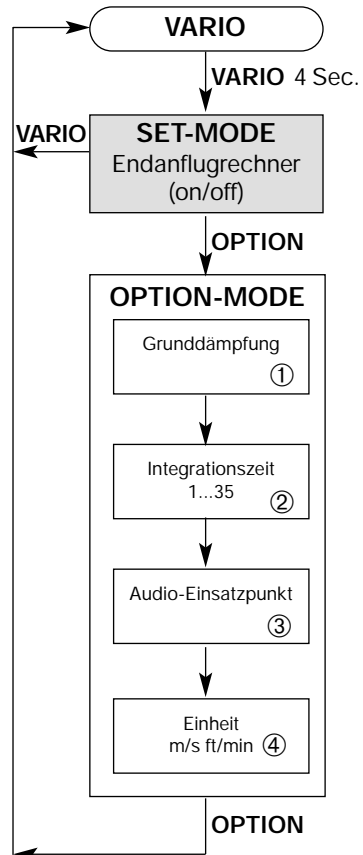 VARIO
VARIO 4 Sec.
VARIO
SET-MODE
Endanflugrechner
(on/off)
OPTION
OPTION-MODE
Grunddämpfung
①
Integrationszeit
1...35
②
Audio-Einsatzpunkt
③
Einheit
m/s ft/min ④
OPTION